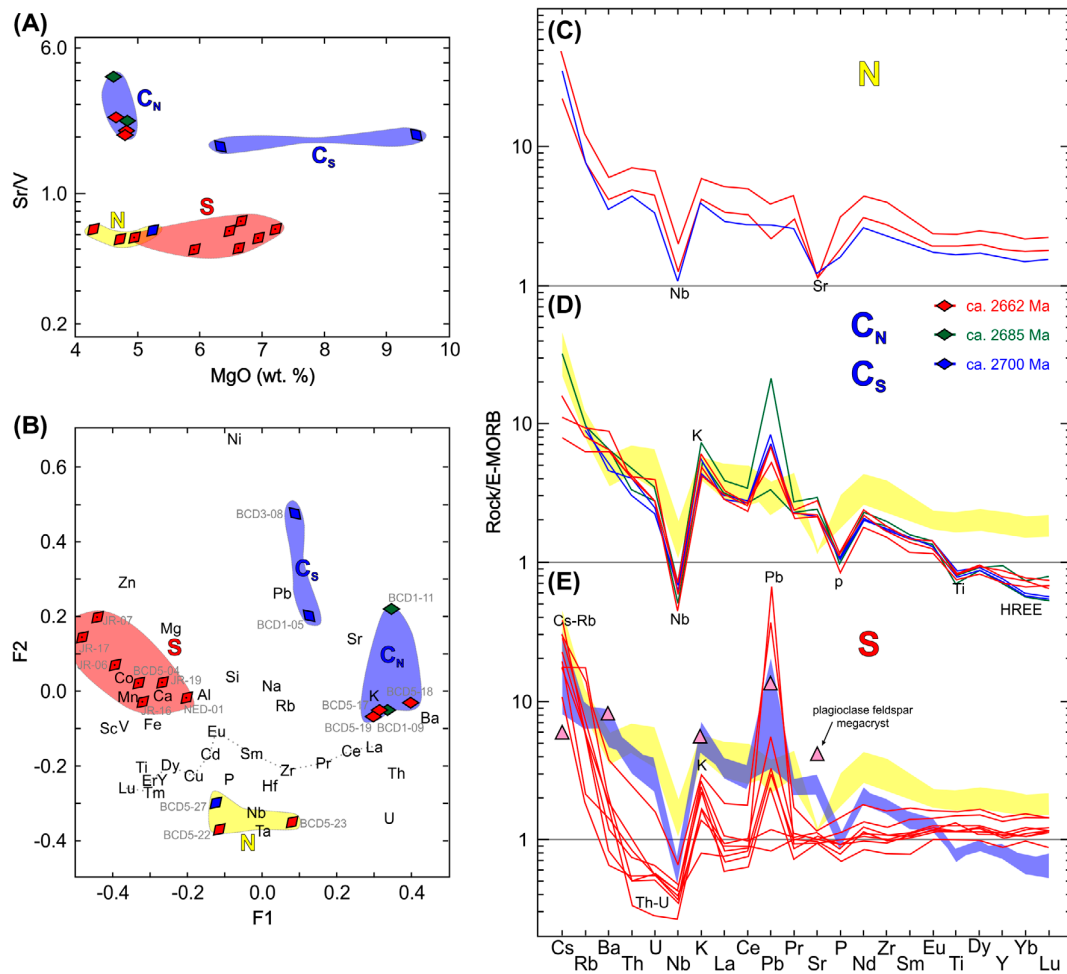 (A)
6.0
1.0
0.2
Sr/V
C_N
C_S
N
S
4 5 6 7 8 9 10
MgO (wt. %)
(B)
0.6
0.4
0.2
0.0
-0.2
-0.4
F2
Ni
BCD3-08
C_S
Zn
Pb
BCD1-11
JR-07
Mg
BCD1-05
JR-17
S
Sr
C_N
JR-06
Co
BCD5-04
Si
JR-19
Na
K
BCD5-18
Mn
Ca
Al
Rb
BCD5-1
JR-16
NED-01
Ba
Sc
V
Fe
Eu
BCD5-19
BCD1-09
Cd
Sm
Pr
Ce
La
Ti
Dy
Zr
Th
Er
Y
Cu
P
Hf
Lu
Tm
BCD5-27
Nb
U
BCD5-22
Ta
BCD5-23
N
-0.4 -0.2 0.0 0.2 0.4
F1
(C)
N
10
1
Nb
Sr
(D)
C_N
C_S
ca. 2662 Ma
ca. 2685 Ma
ca. 2700 Ma
K
10
1
Nb
p
Ti
HREE
Rock/E-MORB
(E)
Pb
S
Cs-Rb
10
1
plagioclase feldspar
megacryst
K
Th-U
Cs Ba U K Ce Pr P Zr Eu Dy Yb
Rb Th Nb La Pb Sr Nd Sm Ti Y Lu